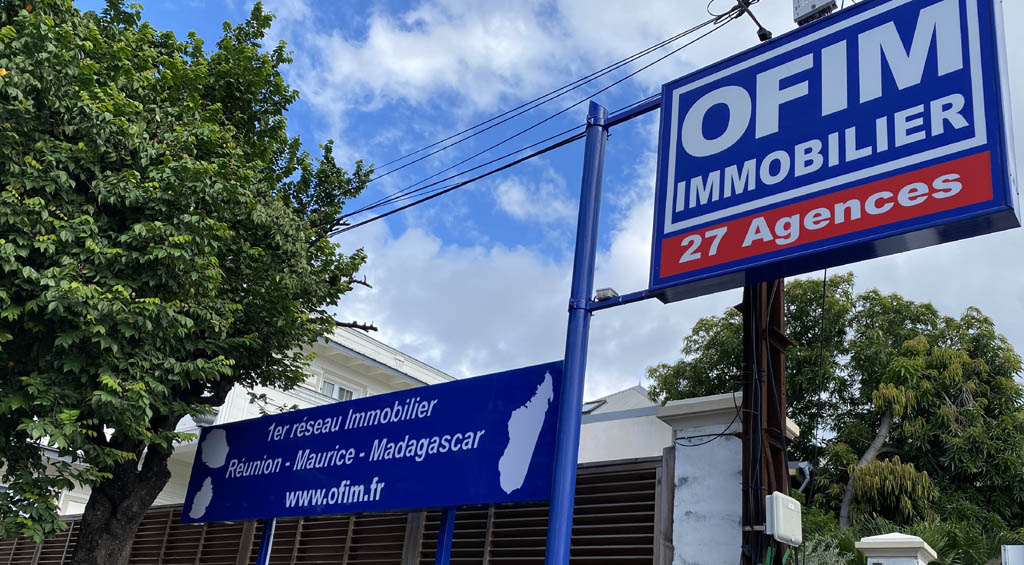 OFIM
IMMOBILIER
27 Agences
1er réseau Immobilier
Réunion - Maurice - Madagascar
www.ofim.fr